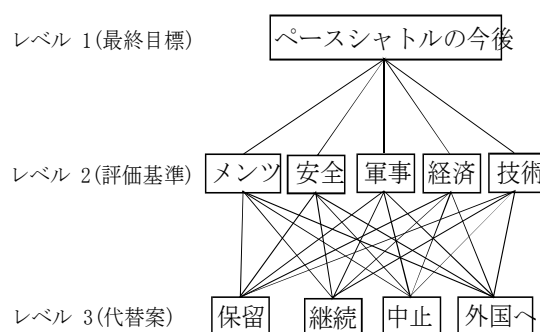 レベル 1(最終目標) ペースシャトルの今後
レベル 2(評価基準) メンツ 安全 軍事 経済 技術
レベル 3(代替案) 保留 継続 中止 外国へ